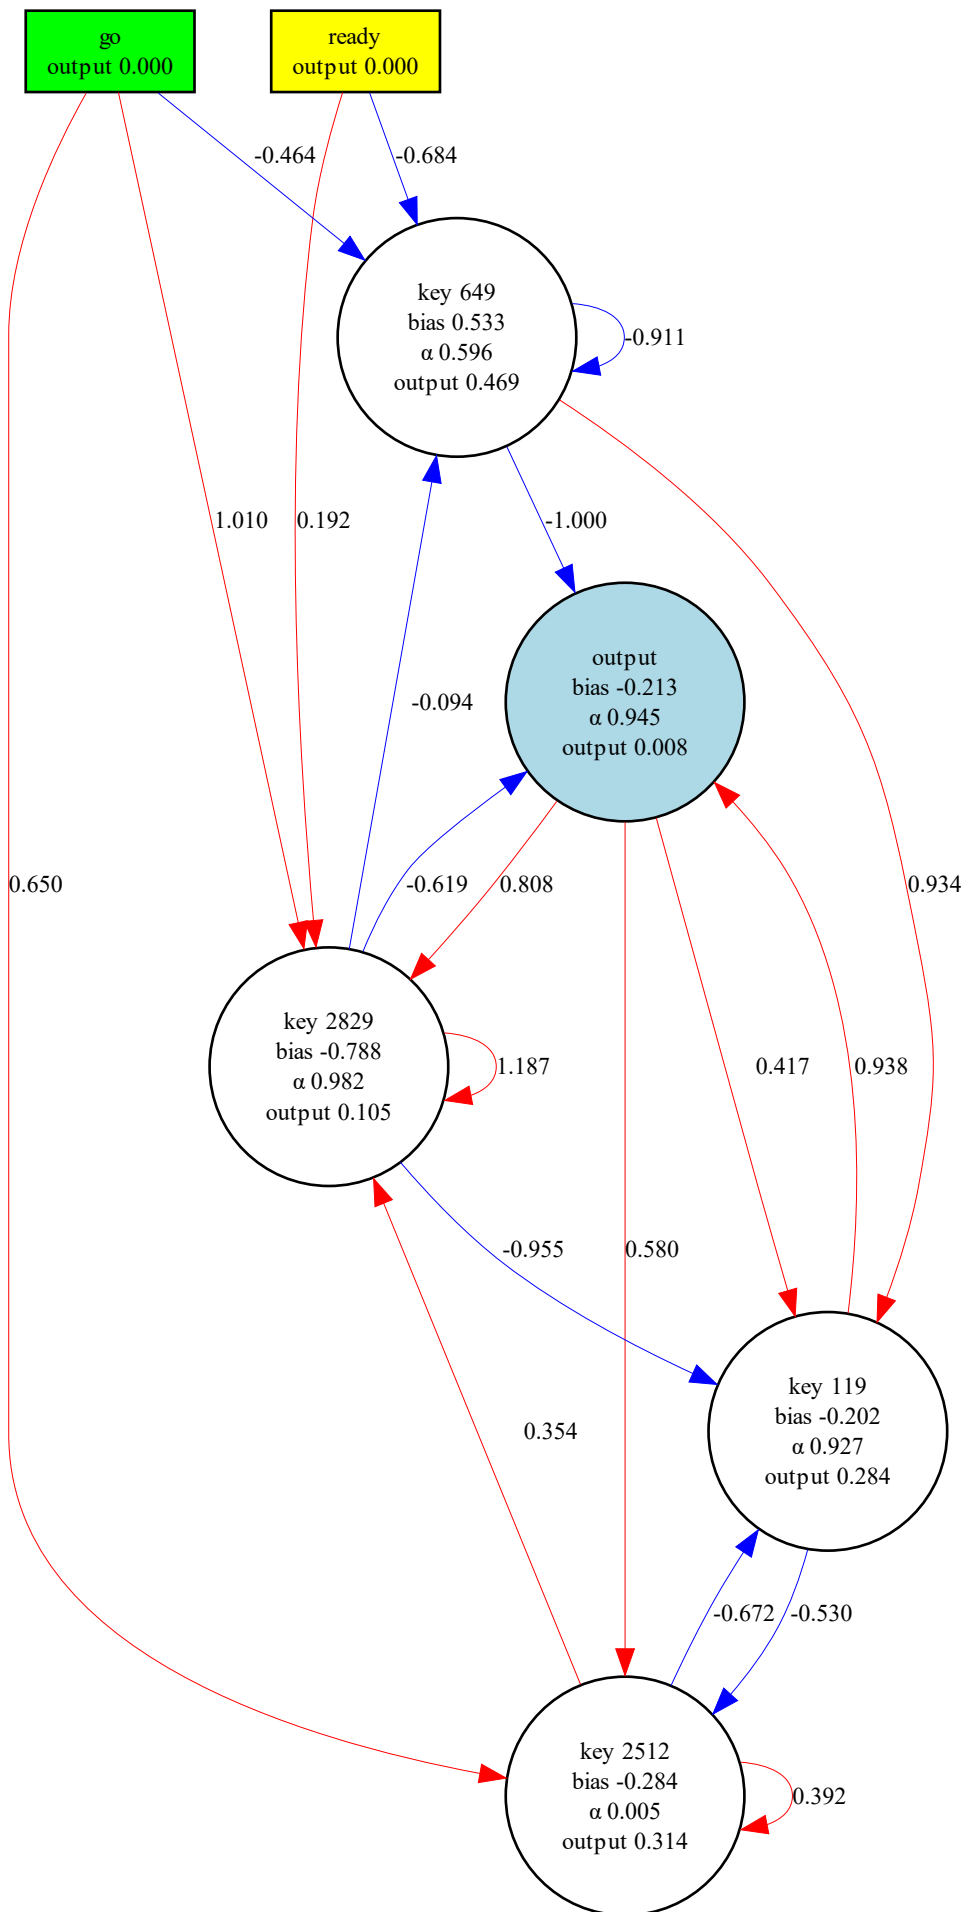 go
output 0.000
ready
output 0.000
-0.464
-0.684
key 649
bias 0.533
α 0.596
output 0.469
-0.911
1.010
0.192
-1.000
output
bias -0.213
α 0.945
output 0.008
-0.094
0.650
-0.619
0.808
0.934
key 2829
bias -0.788
α 0.982
output 0.105
1.187
0.417
0.938
-0.955
0.580
key 119
bias -0.202
α 0.927
output 0.284
0.354
-0.672
-0.530
key 2512
bias -0.284
α 0.005
output 0.314
0.392